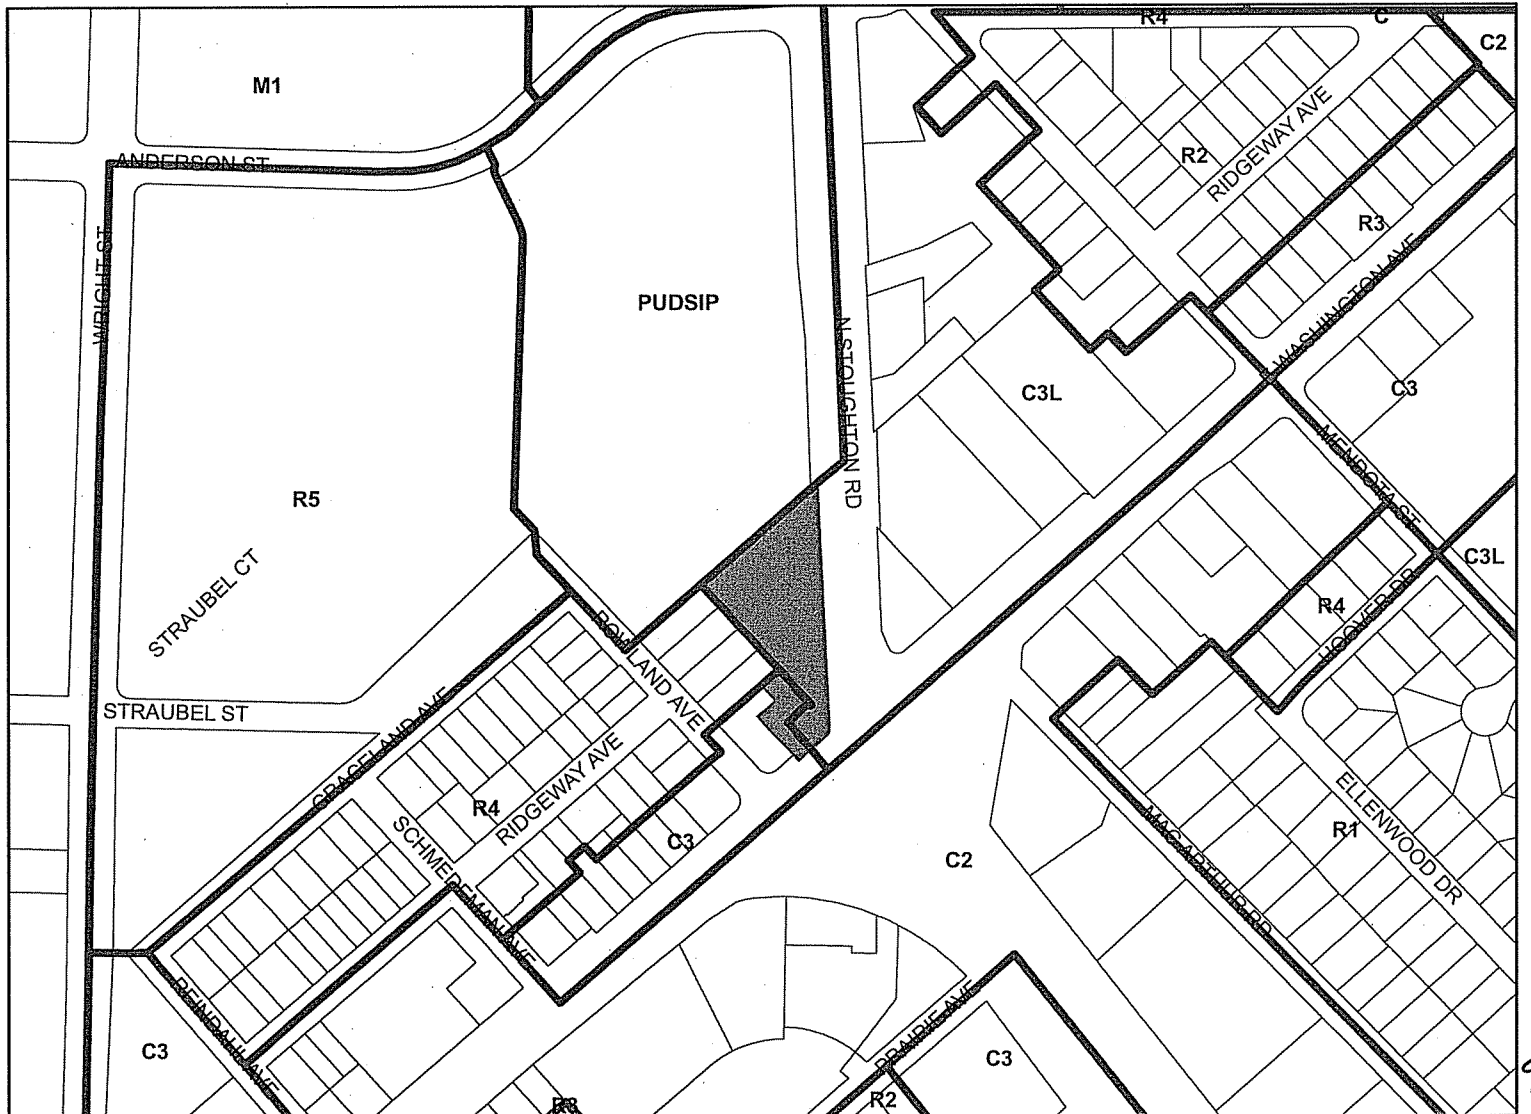 R4
C
C2
M1
ANDERSON ST
R2
RIDGEWAY AVE
R3
WRIGHT ST
PUDSIP
N STOUGHTON RD
WASHINGTON AVE
C3L
C3
MENDOTA ST
R5
C3L
STRAUBEL CT
R4
HOOVER DR
ROWLAND AVE
STRAUBEL ST
GRACELAND AVE
R4
RIDGEWAY AVE
SCHMEDEMAN AVE
C3
C2
MAC ARTHUR RD
R1
ELLENWOOD DR
REINDAHL AVE
C3
PRAIRIE AVE
C3
R2